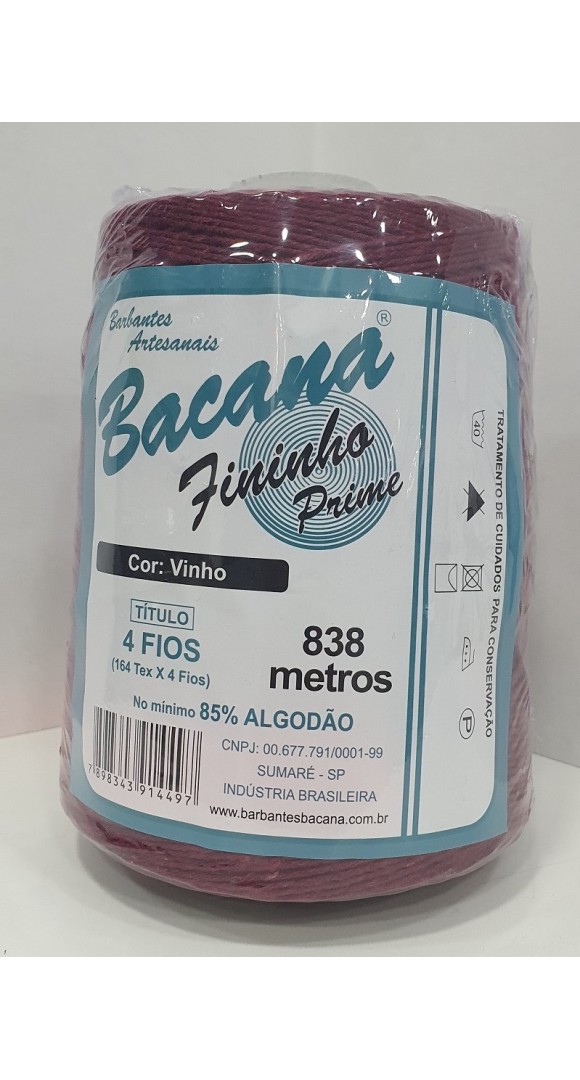 Barbantes
Artesanais
Bacana®
Fininho
Prime
Cor: Vinho
TÍTULO
4 FIOS
(164 Tex X 4 Fios)
838
metros
No mínimo 85% ALGODÃO
CNPJ: 00.677.791/0001-99
SUMARÉ - SP
INDÚSTRIA BRASILEIRA
www.barbantesbacana.com.br
7898343914497
TRATAMENTO DE CUIDADOS PARA CONSERVAÇÃO
40
P